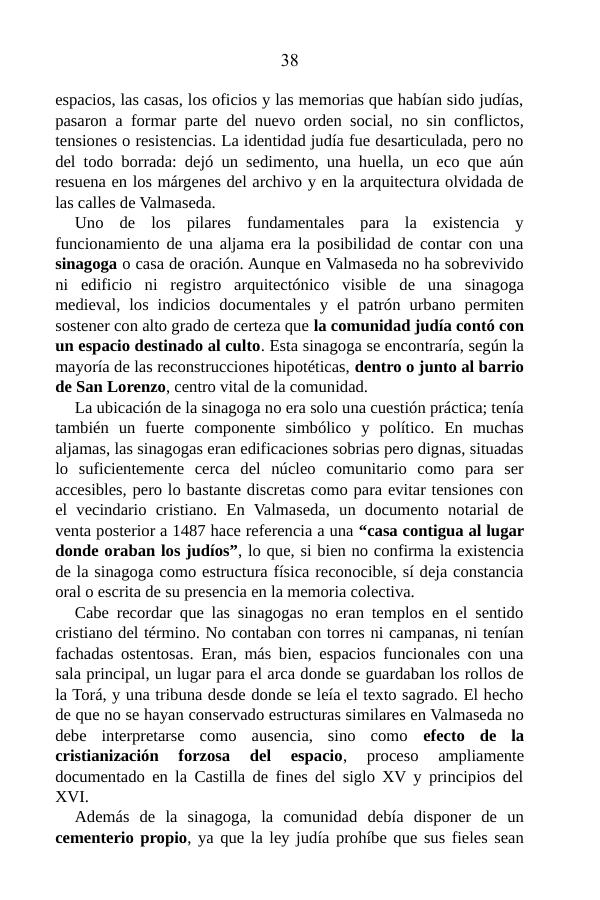 38
espacios, las casas, los oficios y las memorias que habían sido judías,
pasaron a formar parte del nuevo orden social, no sin conflictos,
tensiones o resistencias. La identidad judía fue desarticulada, pero no
del todo borrada: dejó un sedimento, una huella, un eco que aún
resuena en los márgenes del archivo y en la arquitectura olvidada de
las calles de Valmaseda.
Uno de los pilares fundamentales para la existencia y
funcionamiento de una aljama era la posibilidad de contar con una
sinagoga o casa de oración. Aunque en Valmaseda no ha sobrevivido
ni edificio ni registro arquitectónico visible de una sinagoga
medieval, los indicios documentales y el patrón urbano permiten
sostener con alto grado de certeza que la comunidad judía contó con
un espacio destinado al culto. Esta sinagoga se encontraría, según la
mayoría de las reconstrucciones hipotéticas, dentro o junto al barrio
de San Lorenzo, centro vital de la comunidad.
La ubicación de la sinagoga no era solo una cuestión práctica; tenía
también un fuerte componente simbólico y político. En muchas
aljamas, las sinagogas eran edificaciones sobrias pero dignas, situadas
lo suficientemente cerca del núcleo comunitario como para ser
accesibles, pero lo bastante discretas como para evitar tensiones con
el vecindario cristiano. En Valmaseda, un documento notarial de
venta posterior a 1487 hace referencia a una “casa contigua al lugar
donde oraban los judíos”, lo que, si bien no confirma la existencia
de la sinagoga como estructura física reconocible, sí deja constancia
oral o escrita de su presencia en la memoria colectiva.
Cabe recordar que las sinagogas no eran templos en el sentido
cristiano del término. No contaban con torres ni campanas, ni tenían
fachadas ostentosas. Eran, más bien, espacios funcionales con una
sala principal, un lugar para el arca donde se guardaban los rollos de
la Torá, y una tribuna desde donde se leía el texto sagrado. El hecho
de que no se hayan conservado estructuras similares en Valmaseda no
debe interpretarse como ausencia, sino como efecto de la
cristianización forzosa del espacio, proceso ampliamente
documentado en la Castilla de fines del siglo XV y principios del
XVI.
Además de la sinagoga, la comunidad debía disponer de un
cementerio propio, ya que la ley judía prohíbe que sus fieles sean